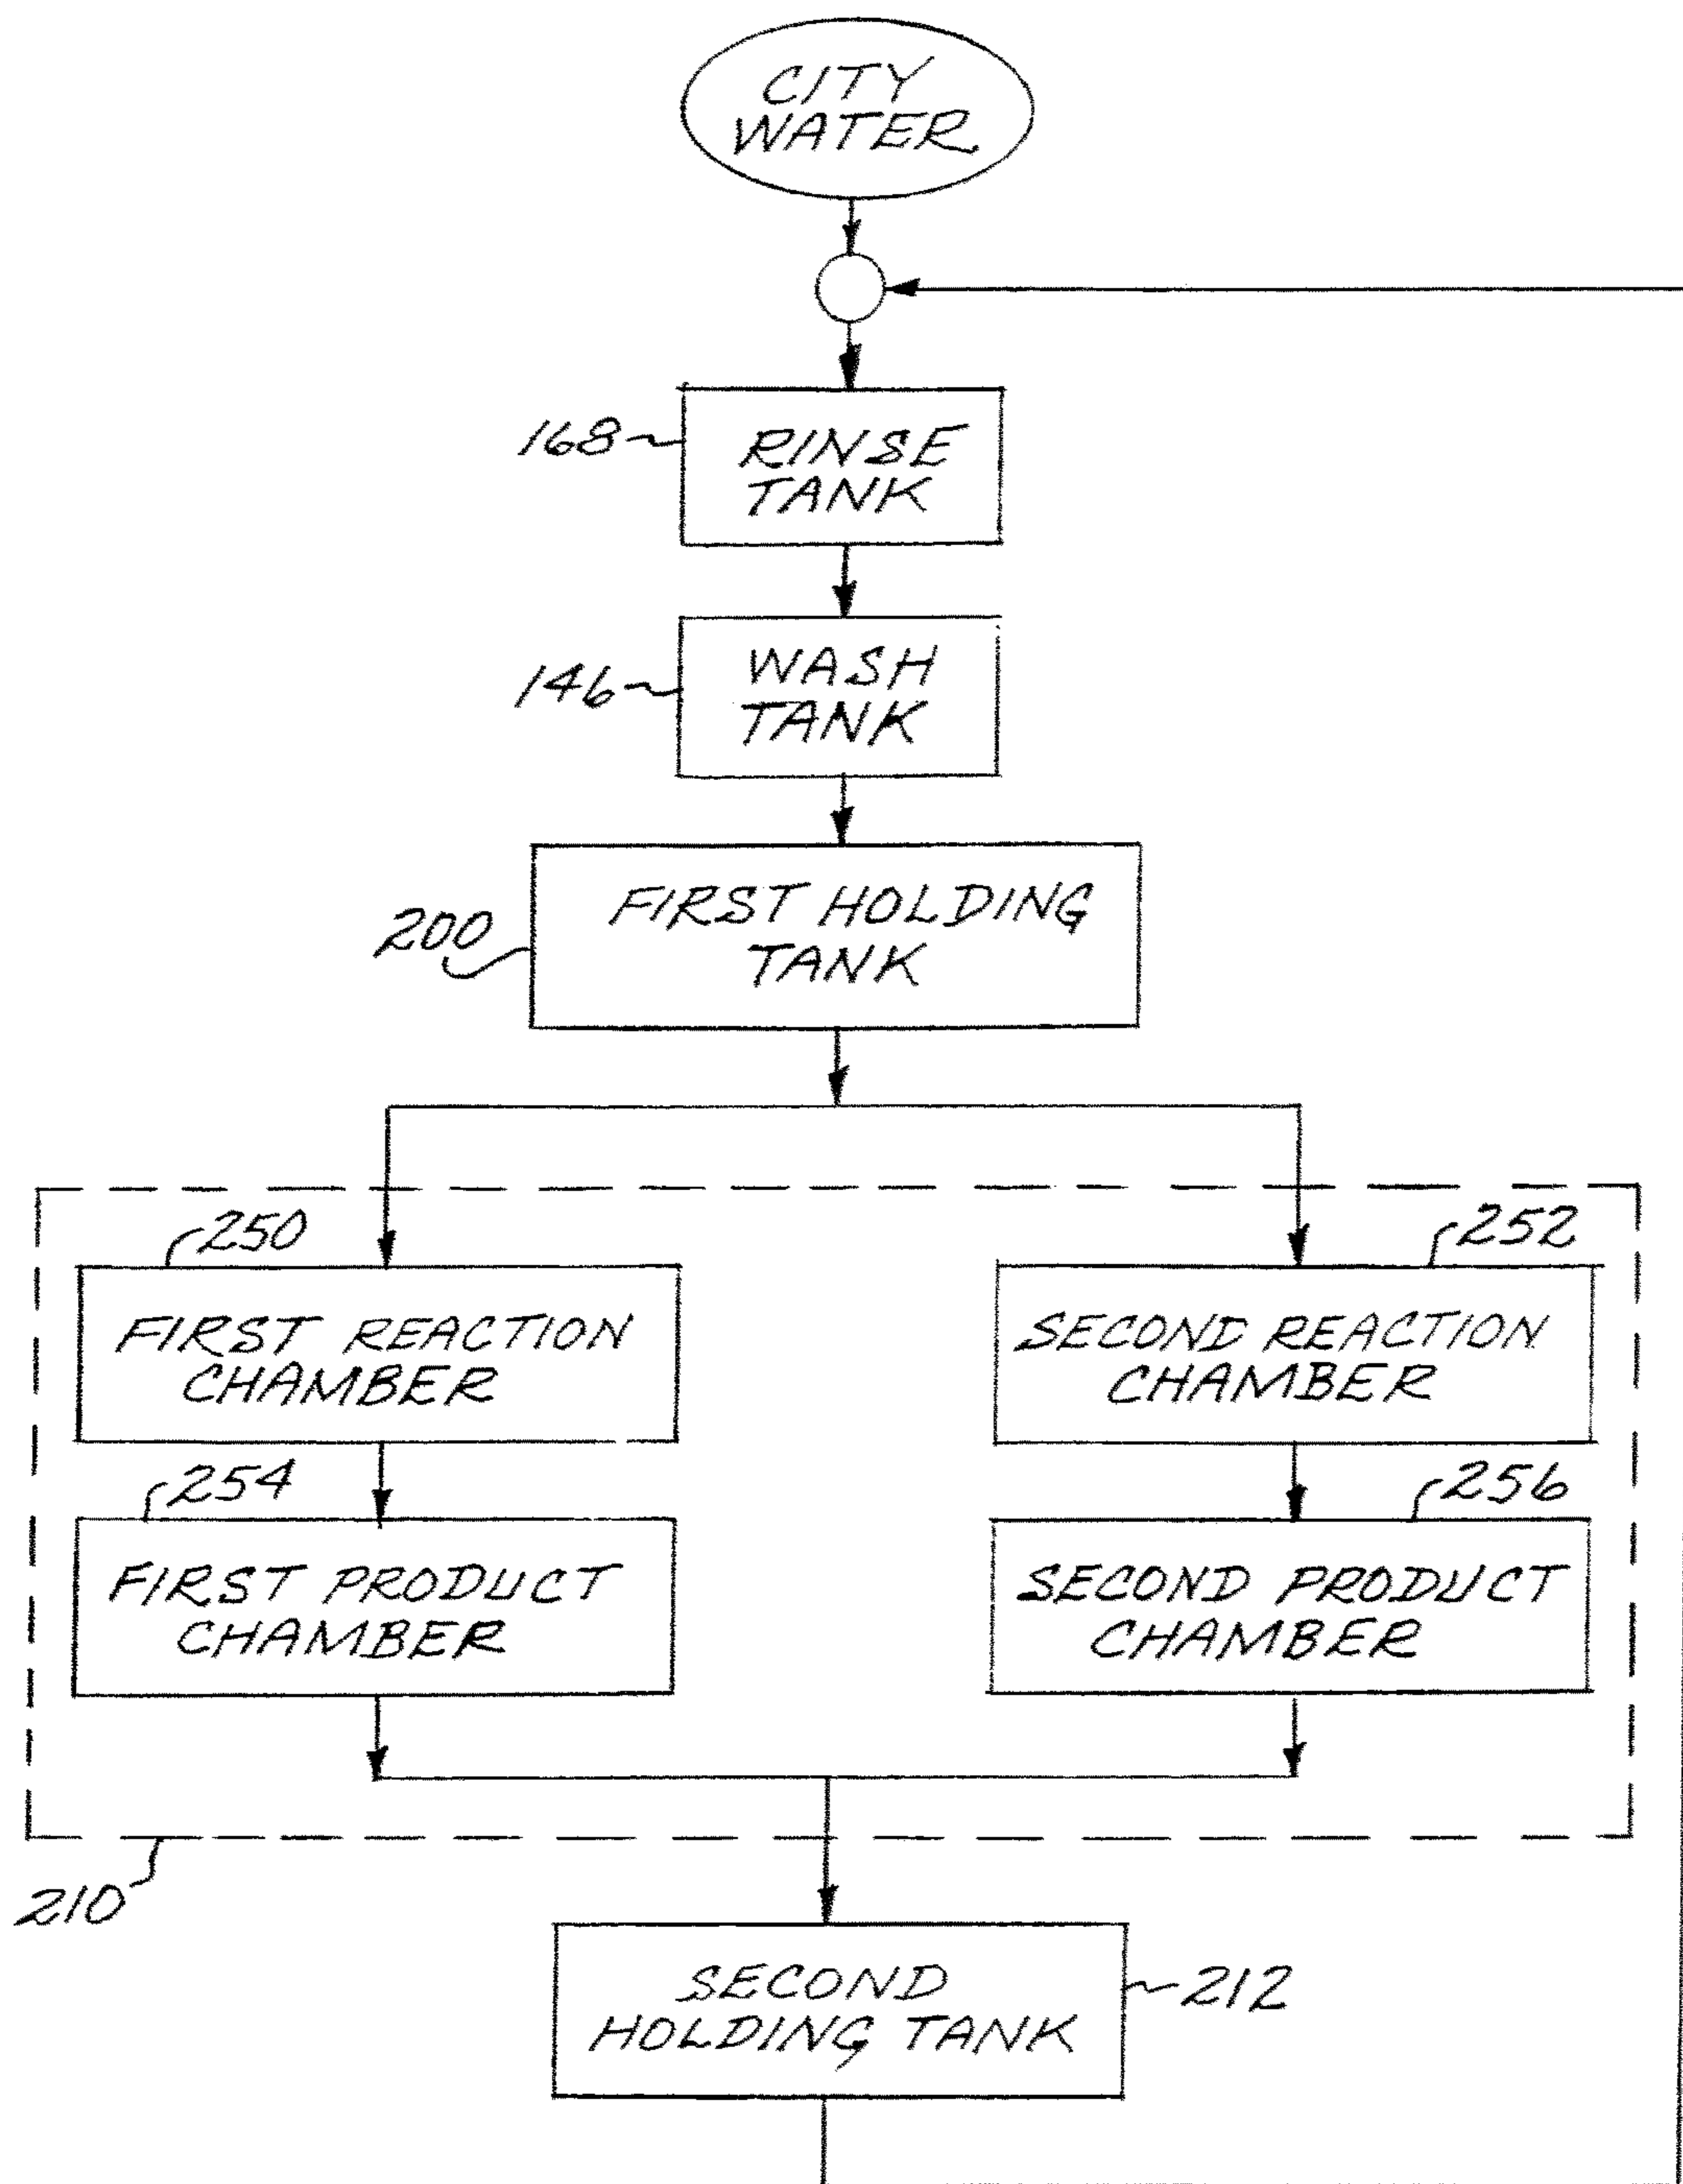 CITY
WATER
168
RINSE
TANK
146
WASH
TANK
200
FIRST HOLDING
TANK
250
252
FIRST REACTION
CHAMBER
SECOND REACTION
CHAMBER
254
256
FIRST PRODUCT
CHAMBER
SECOND PRODUCT
CHAMBER
210
SECOND
HOLDING TANK
212